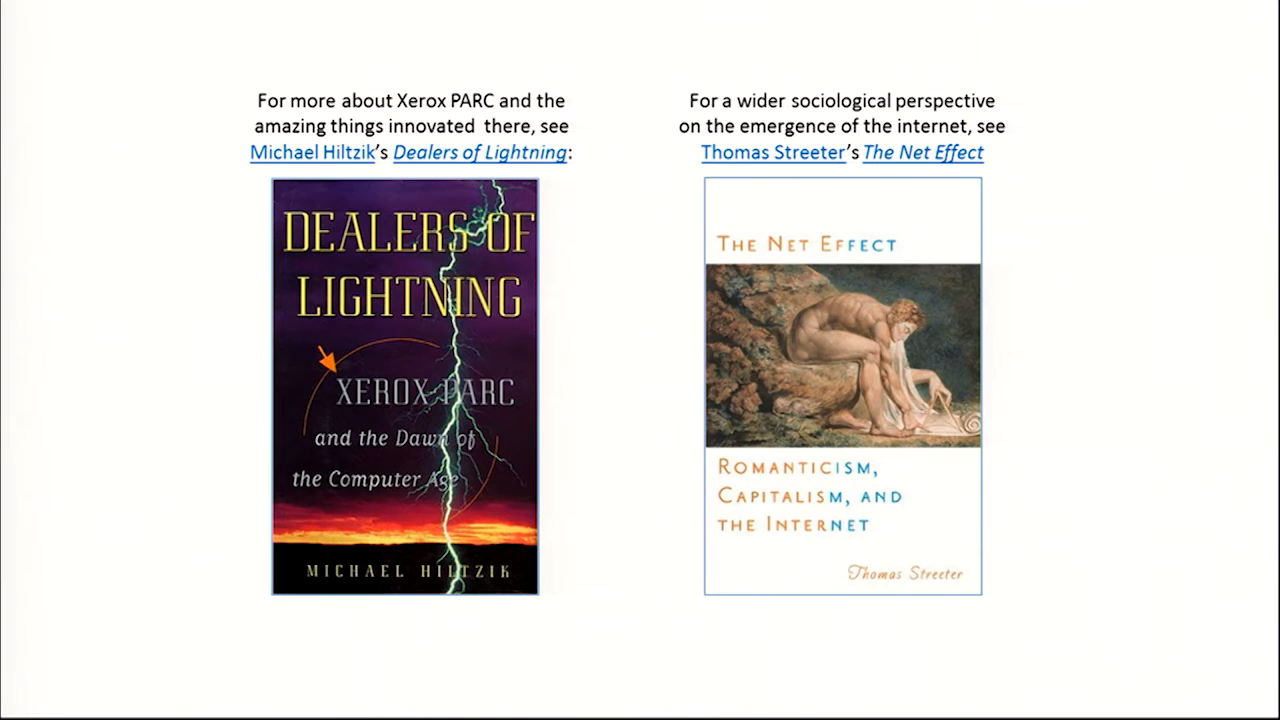 For more about Xerox PARC and the
amazing things innovated there, see
Michael Hiltzik's Dealers of Lightning:
DEALERS OF
LIGHTNING
XEROX PARC
and the Dawn of
the Computer Age
MICHAEL HILTZIK
For a wider sociological perspective
on the emergence of the internet, see
Thomas Streeter's The Net Effect
THE NET EFFECT
ROMANTICISM,
CAPITALISM, AND
THE INTERNET
Thomas Streeter